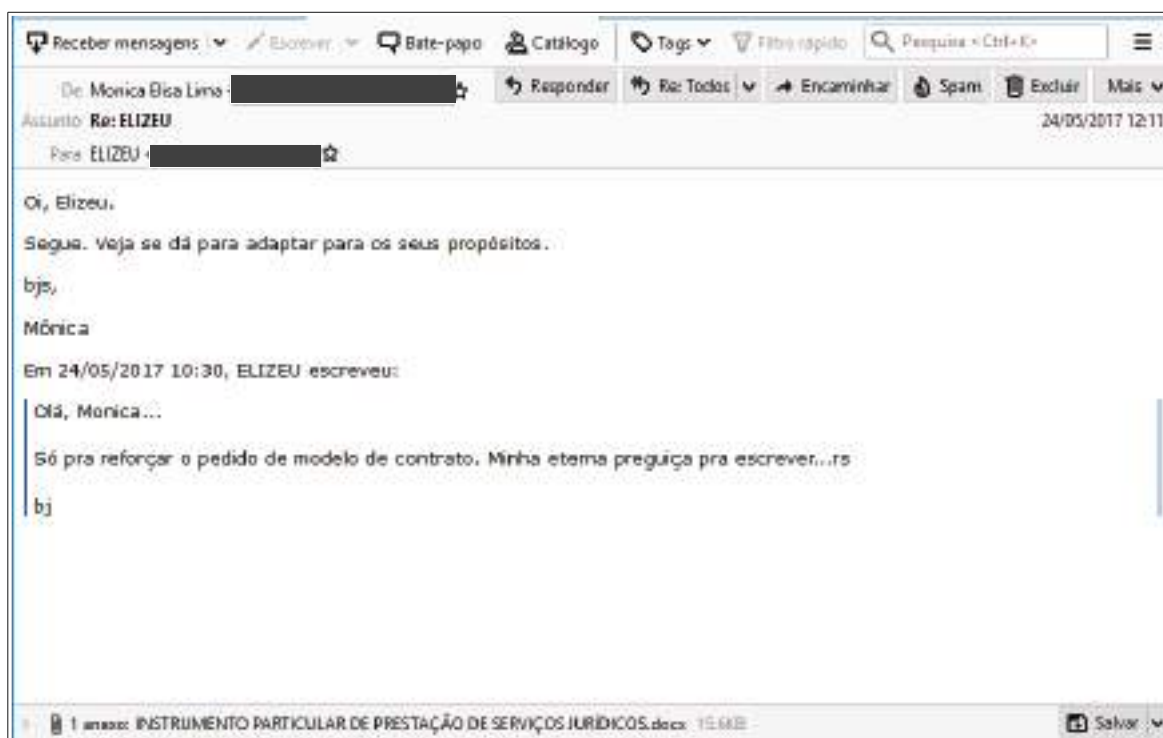 Receber mensagens Escrever Bate-papo Catálogo Tags Filtro rápido Pesquisa <Ctrl+K>
De Monica Elisa Lima Responder Re: Todos Encaminhar Spam Excluir Mais
Assunto Re: ELIZEU 24/05/2017 12:11
Para ELIZEU
Oi, Elizeu.
Segue. Veja se dá para adaptar para os seus propósitos.
bjs,
Mônica
Em 24/05/2017 10:30, ELIZEU escreveu:
Olá, Monica...
Só pra reforçar o pedido de modelo de contrato. Minha eterna preguiça pra escrever...rs
bj
1 anexo: INSTRUMENTO PARTICULAR DE PRESTAÇÃO DE SERVIÇOS JURÍDICOS.docx 15,6KB Salvar